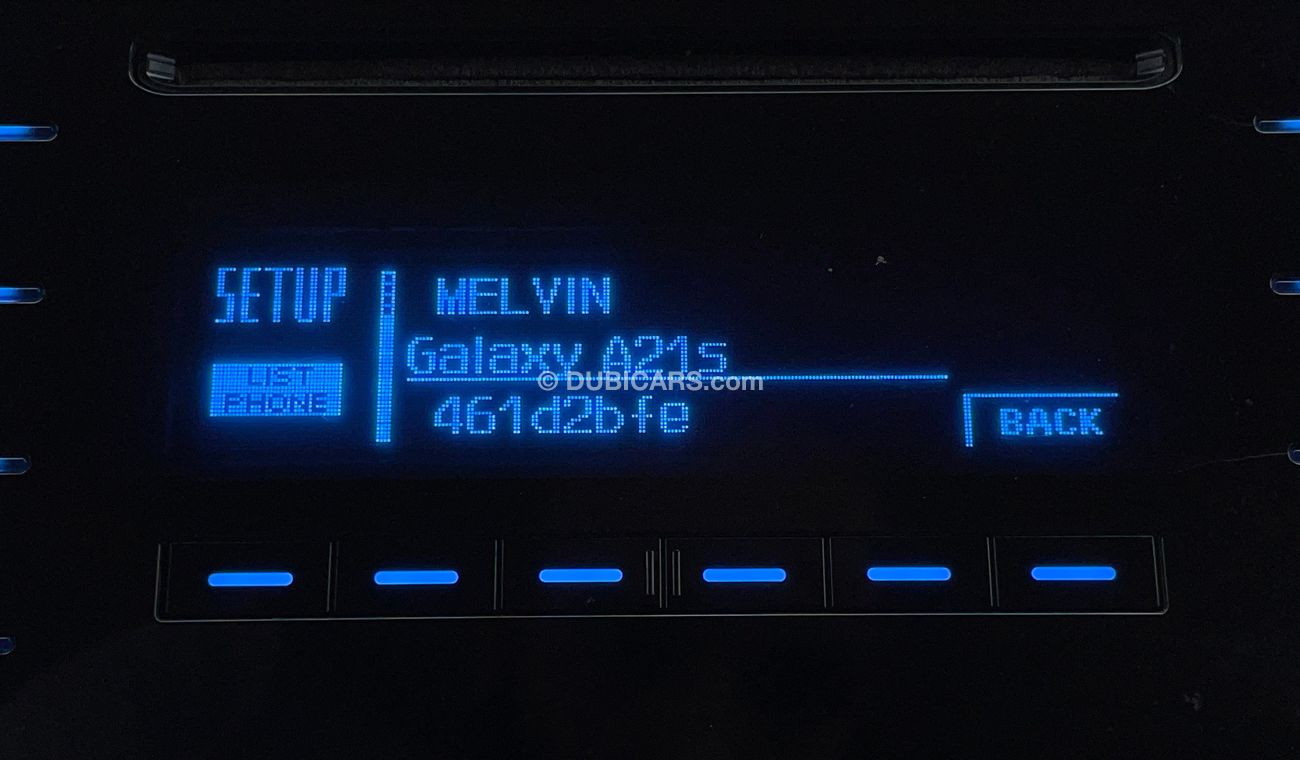 SETUP
LIST
PHONE
MELVIN
Galaxy A21s
© DUBICARS.com
461d2bfe
BACK